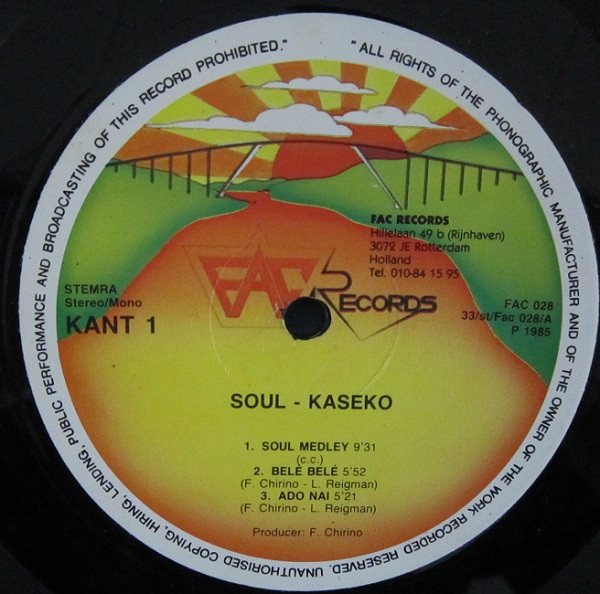 "ALL RIGHTS OF THE PHONOGRAPHIC MANUFACTURER AND OF THE OWNER OF THE WORK RECORDED RESERVED. UNAUTHORISED COPYING, HIRING, LENDING, PUBLIC PERFORMANCE AND BROADCASTING OF THIS RECORD PROHIBITED."
FAC RECORDS
Hillelaan 49 b (Rijnhaven)
3072 JE Rotterdam
Holland
Tel. 010-84 15 95
FAC RECORDS
STEMRA
Stereo/Mono
KANT 1
FAC 028
33/st/Fac 028/A
P 1985
SOUL - KASEKO
1. SOUL MEDLEY 9'31
(c.c.)
2. BELE BELÉ 5'52
(F. Chirino - L. Reigman)
3. ADO NAI 5'21
(F. Chirino - L. Reigman)
Producer: F. Chirino